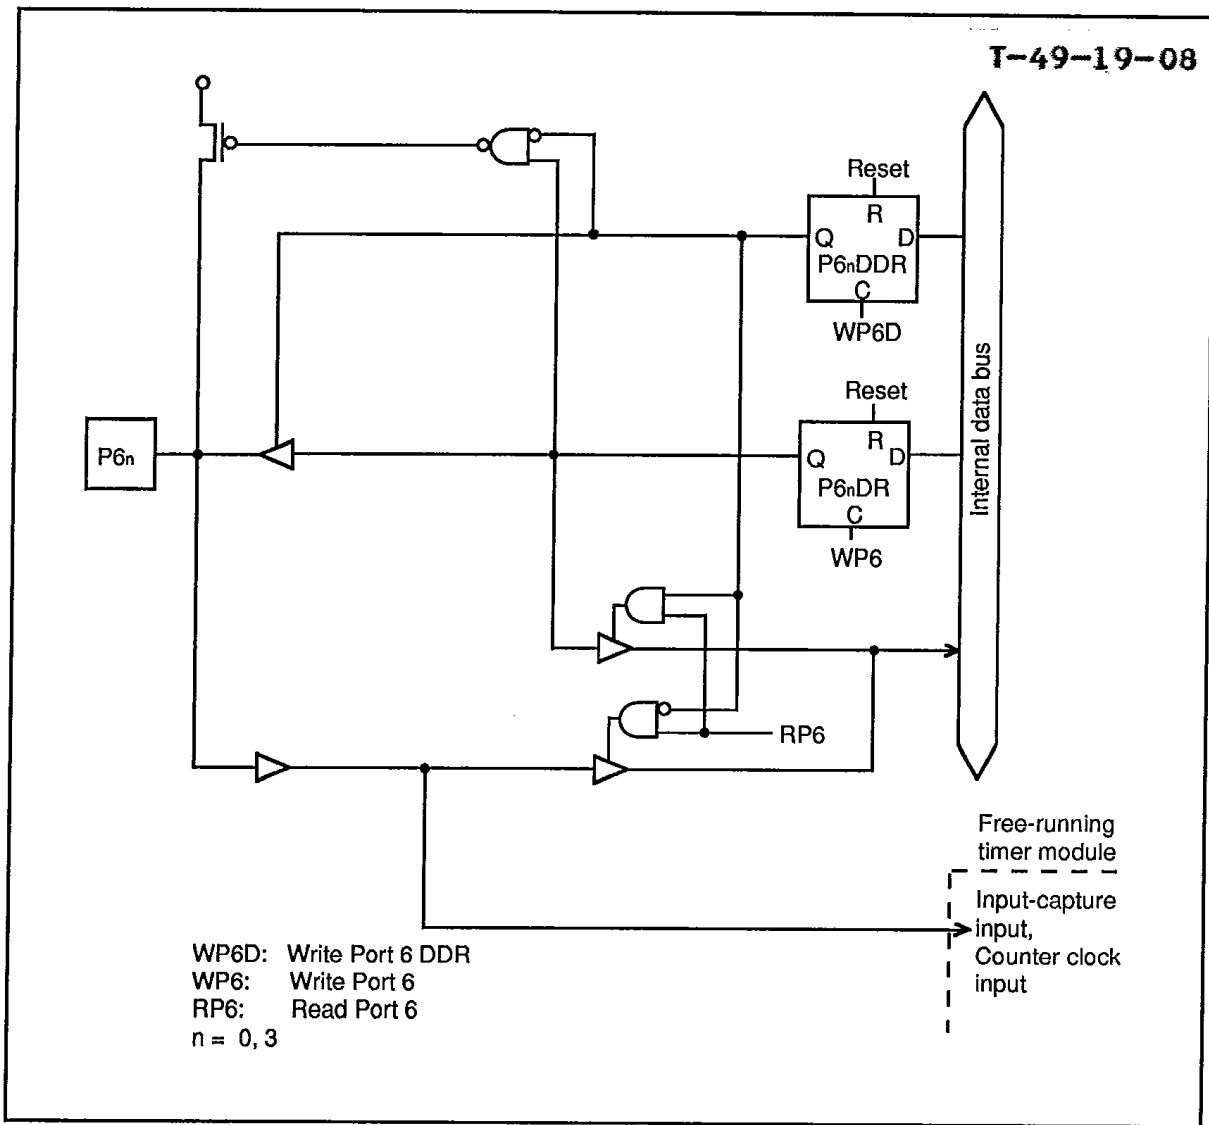 T-49-19-08
Reset
R
Q D
P6nDDR
C
WP6D
Reset
R
Q D
P6nDR
C
WP6
Internal data bus
P6n
RP6
Free-running
timer module
Input-capture
input,
Counter clock
input
WP6D: Write Port 6 DDR
WP6: Write Port 6
RP6: Read Port 6
n = 0, 3